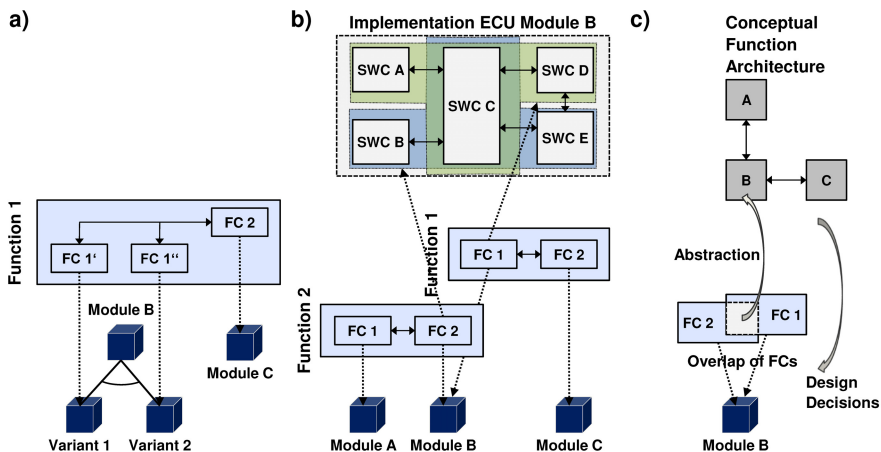 a)
Function 1
FC 2
FC 1‘
FC 1‘‘
Module B
Module C
Variant 1
Variant 2
b)
Implementation ECU Module B
SWC A
SWC B
SWC C
SWC D
SWC E
Function 1
FC 1
FC 2
Function 2
FC 1
FC 2
Module A
Module B
Module C
c)
Conceptual
Function
Architecture
A
B
C
Abstraction
FC 2
FC 1
Overlap of FCs
Design
Decisions
Module B